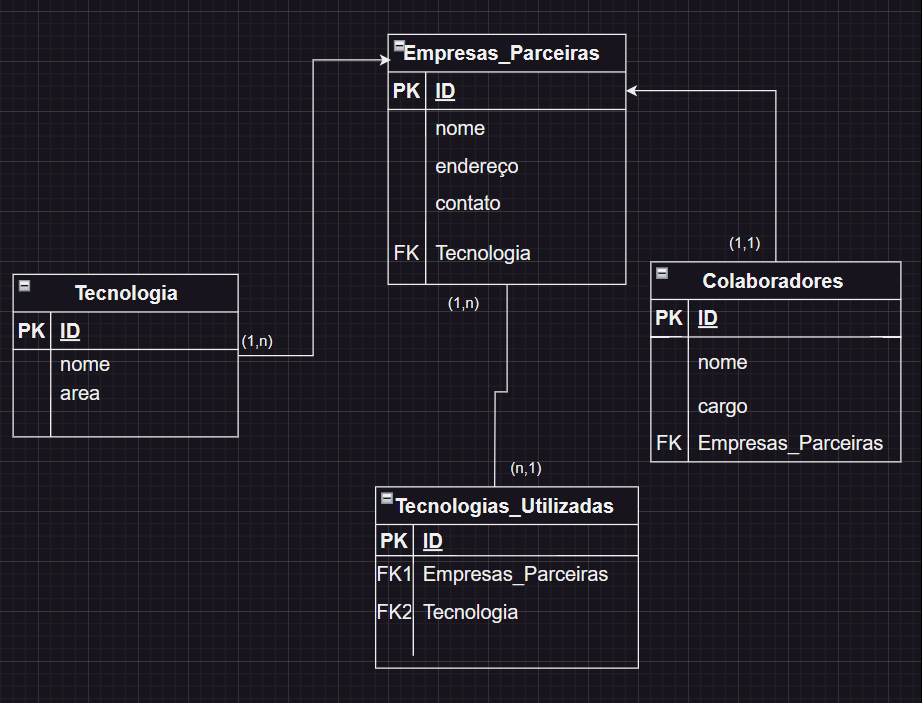 Empresas_Parceiras
PK ID
nome
endereço
contato
FK Tecnologia
(1,n)
Tecnologia
PK ID
nome
area
(1,n)
(1,1)
Colaboradores
PK ID
nome
cargo
FK Empresas_Parceiras
(n,1)
Tecnologias_Utilizadas
PK ID
FK1 Empresas_Parceiras
FK2 Tecnologia